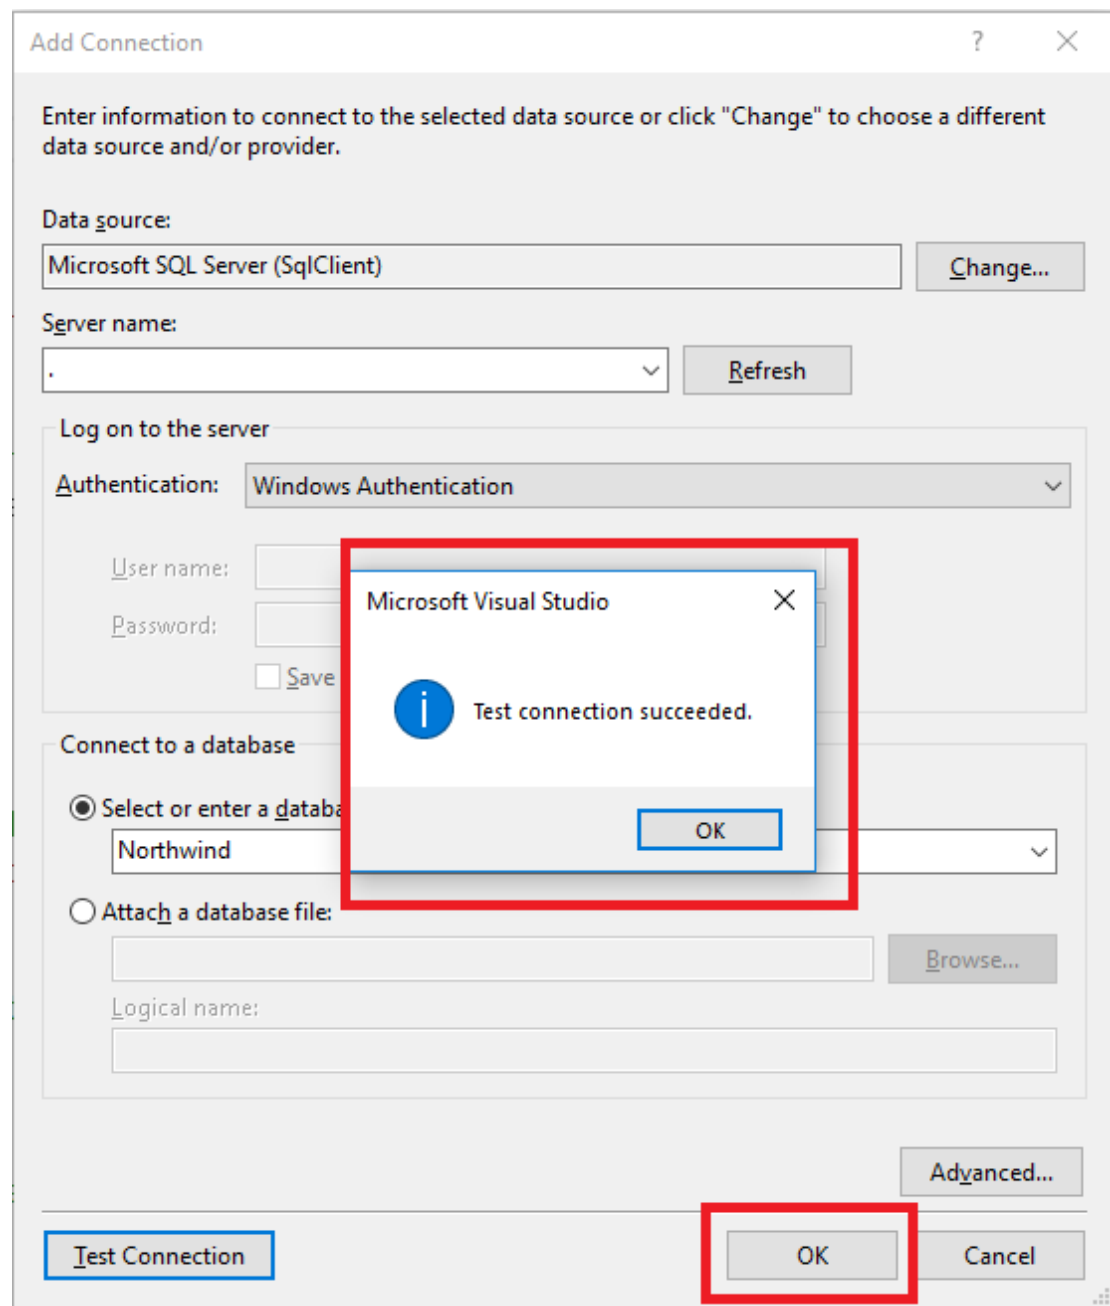 Add Connection
?
Enter information to connect to the selected data source or click "Change" to choose a different
data source and/or provider.
Data source:
Microsoft SQL Server (SqlClient)
Change...
Server name:
.
Refresh
Log on to the server
Authentication:
Windows Authentication
User name:
Microsoft Visual Studio
Password:
Save
Test connection succeeded.
Connect to a database
Select or enter a
OK
Northwind
Attach a database file:
Browse...
Logical name:
Advanced...
Test Connection
OK
Cancel